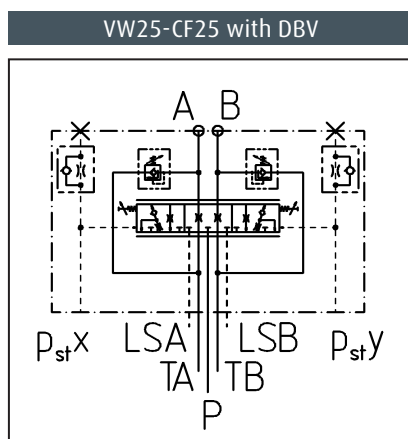 VW25-CF25 with DBV
A B
pstx LSA LSB psty
TA TB
P